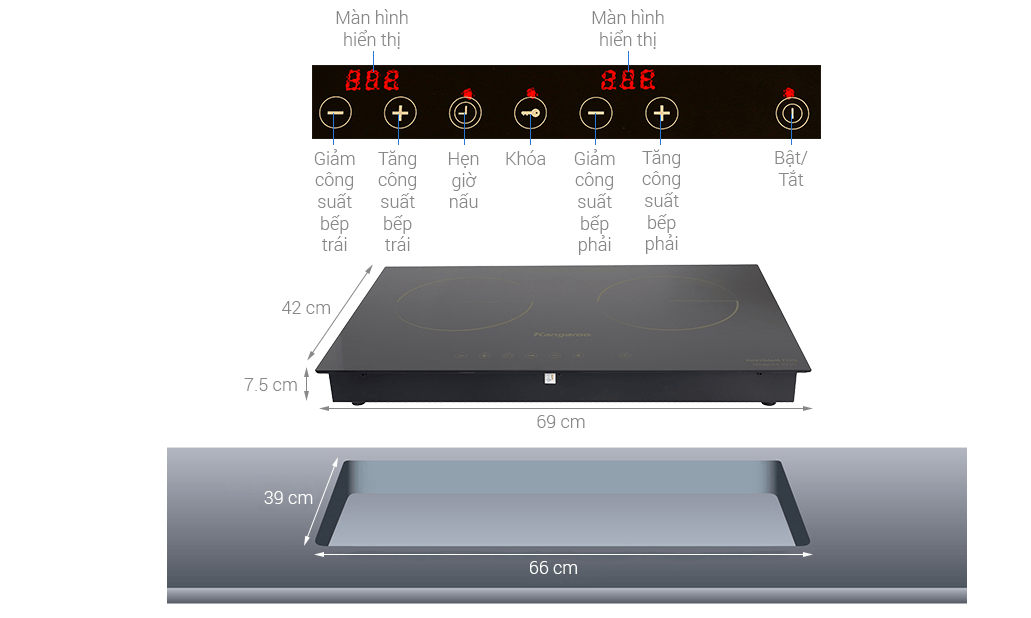 Màn hình
hiển thị
Màn hình
hiển thị
Giảm
công
suất
bếp
trái
Tăng
công
suất
bếp
trái
Hẹn
giờ
nấu
Khóa
Giảm
công
suất
bếp
phải
Tăng
công
suất
bếp
phải
Bật/
Tắt
42 cm
Kangaroo
7.5 cm
69 cm
39 cm
66 cm